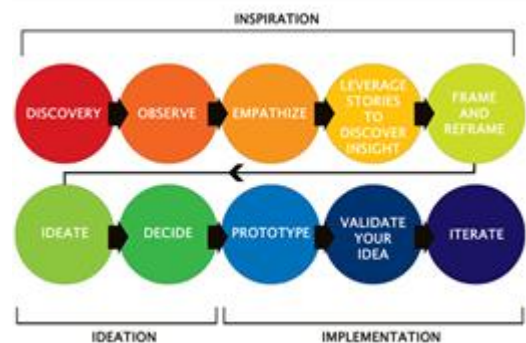 INSPIRATION
DISCOVERY
OBSERVE
EMPATHIZE
LEVERAGE
STORIES
TO
DISCOVER
INSIGHT
FRAME
AND
REFRAME
IDEATE
DECIDE
PROTOTYPE
VALIDATE
YOUR
IDEA
ITERATE
IDEATION
IMPLEMENTATION